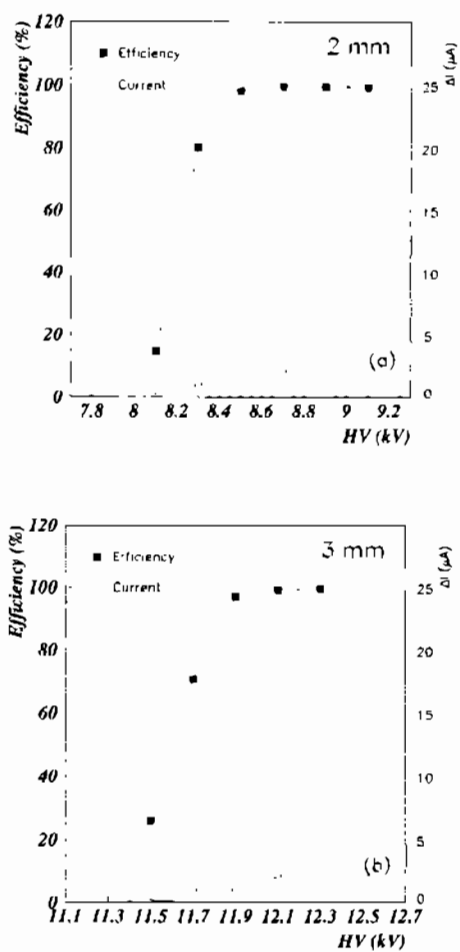 120
2 mm
Efficiency
Current
Efficiency (%)
ΔI (μA)
100
80
60
40
20
0
25
20
15
10
5
0
(a)
7.8 8 8.2 8.4 8.6 8.8 9 9.2
HV (kV)
120
3 mm
Efficiency
Current
Efficiency (%)
ΔI (μA)
100
80
60
40
20
0
25
20
15
10
5
0
(b)
11.1 11.3 11.5 11.7 11.9 12.1 12.3 12.5 12.7
HV (kV)